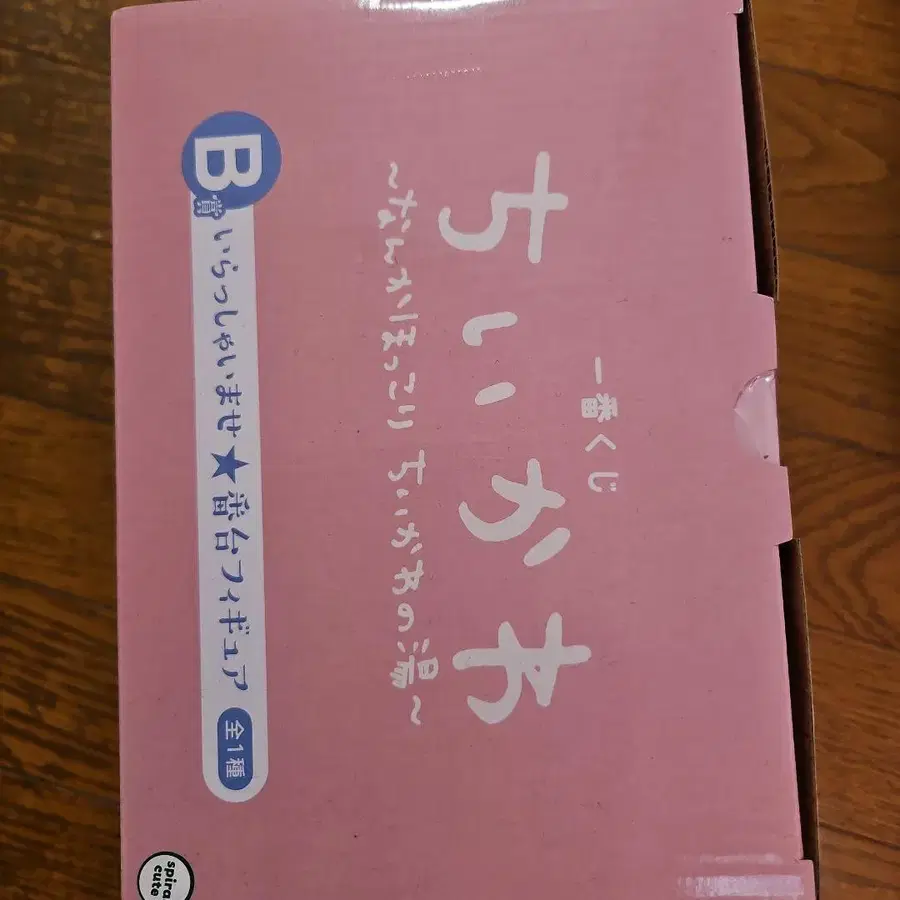 一番くじ
ちいかわ
～なんかほっこり ちいかわの湯～
B賞 いらっしゃいませ★番台フィギュア 全1種
spira
cute